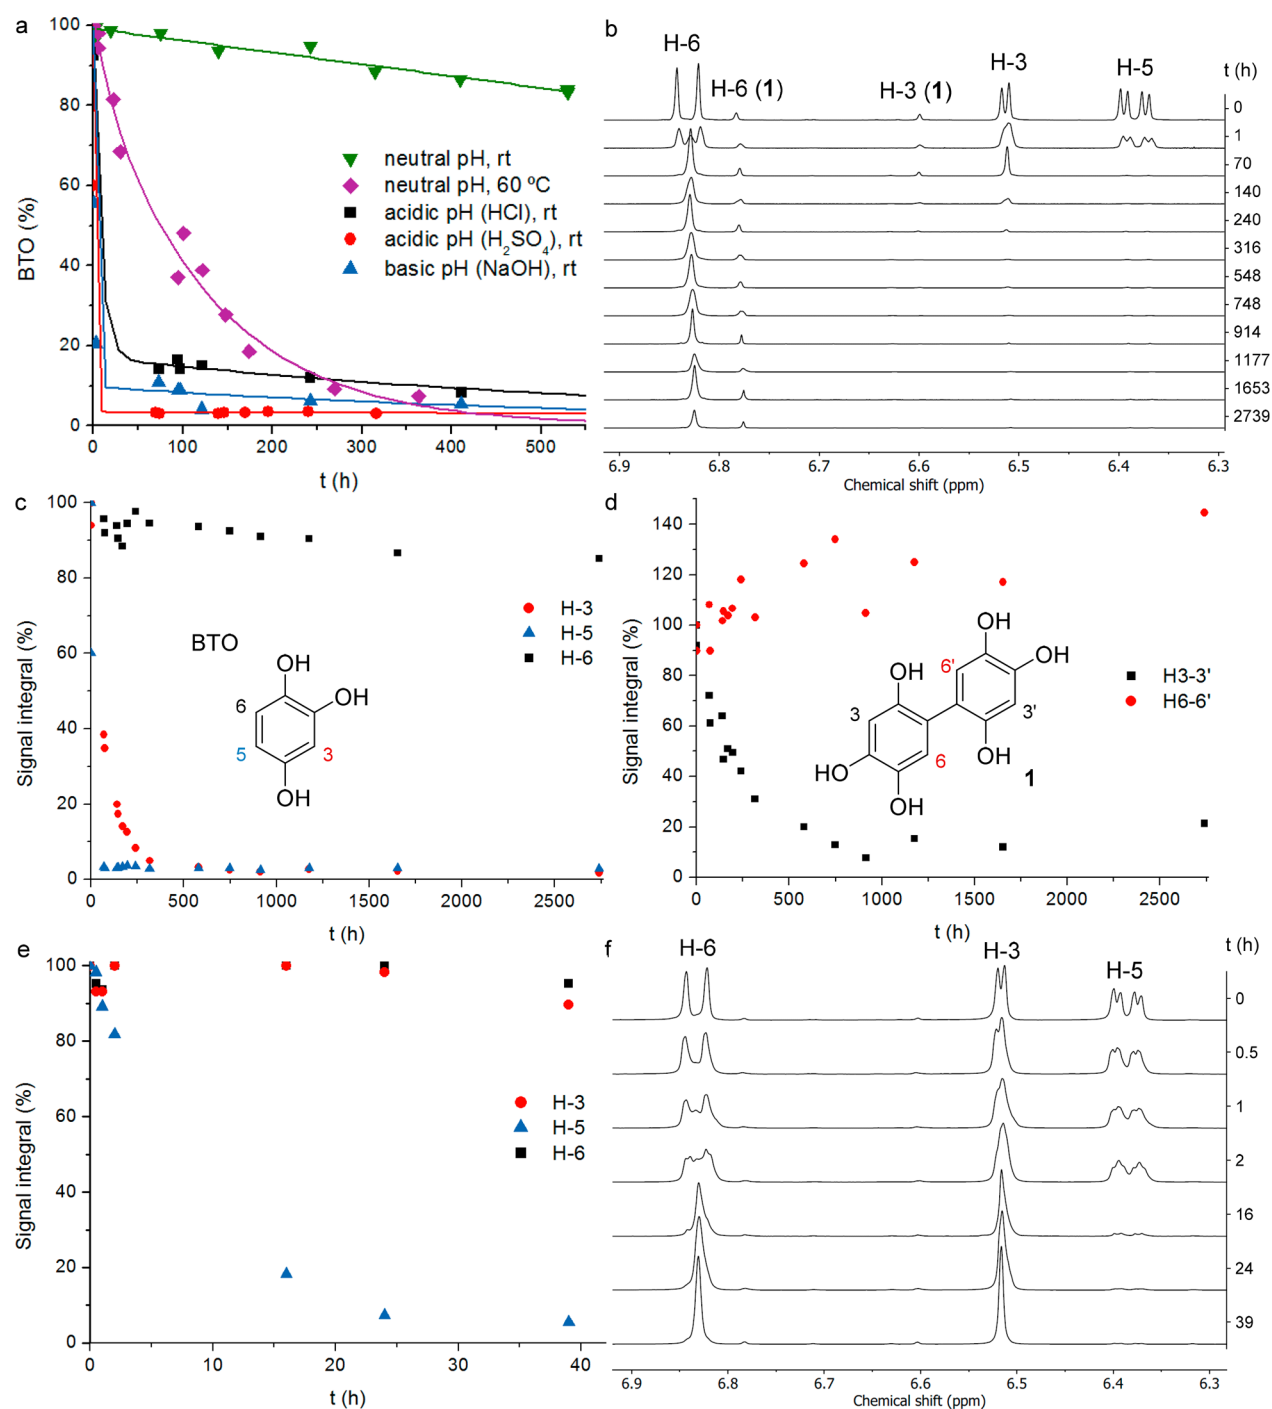 a
100
80
60
40
20
0
BTO (%)
0 100 200 300 400 500
t (h)
neutral pH, rt
neutral pH, 60 ºC
acidic pH (HCl), rt
acidic pH (H2SO4), rt
basic pH (NaOH), rt
b
H-6
H-6 (1)
H-3 (1)
H-3
H-5
t (h)
0
1
70
140
240
316
548
748
914
1177
1653
2739
6.9 6.8 6.7 6.6 6.5 6.4 6.3
Chemical shift (ppm)
c
100
80
60
40
20
0
Signal integral (%)
0 500 1000 1500 2000 2500
t (h)
H-3
H-5
H-6
BTO
OH
OH
6
5
3
OH
d
140
120
100
80
60
40
20
0
Signal integral (%)
0 500 1000 1500 2000 2500
t (h)
H3-3'
H6-6'
OH
6'
OH
OH
3
3'
HO
6
OH
OH
1
e
100
80
60
40
20
0
Signal integral (%)
0 10 20 30 40
t (h)
H-3
H-5
H-6
f
H-6
H-3
H-5
t (h)
0
0.5
1
2
16
24
39
6.9 6.8 6.7 6.6 6.5 6.4 6.3
Chemical shift (ppm)